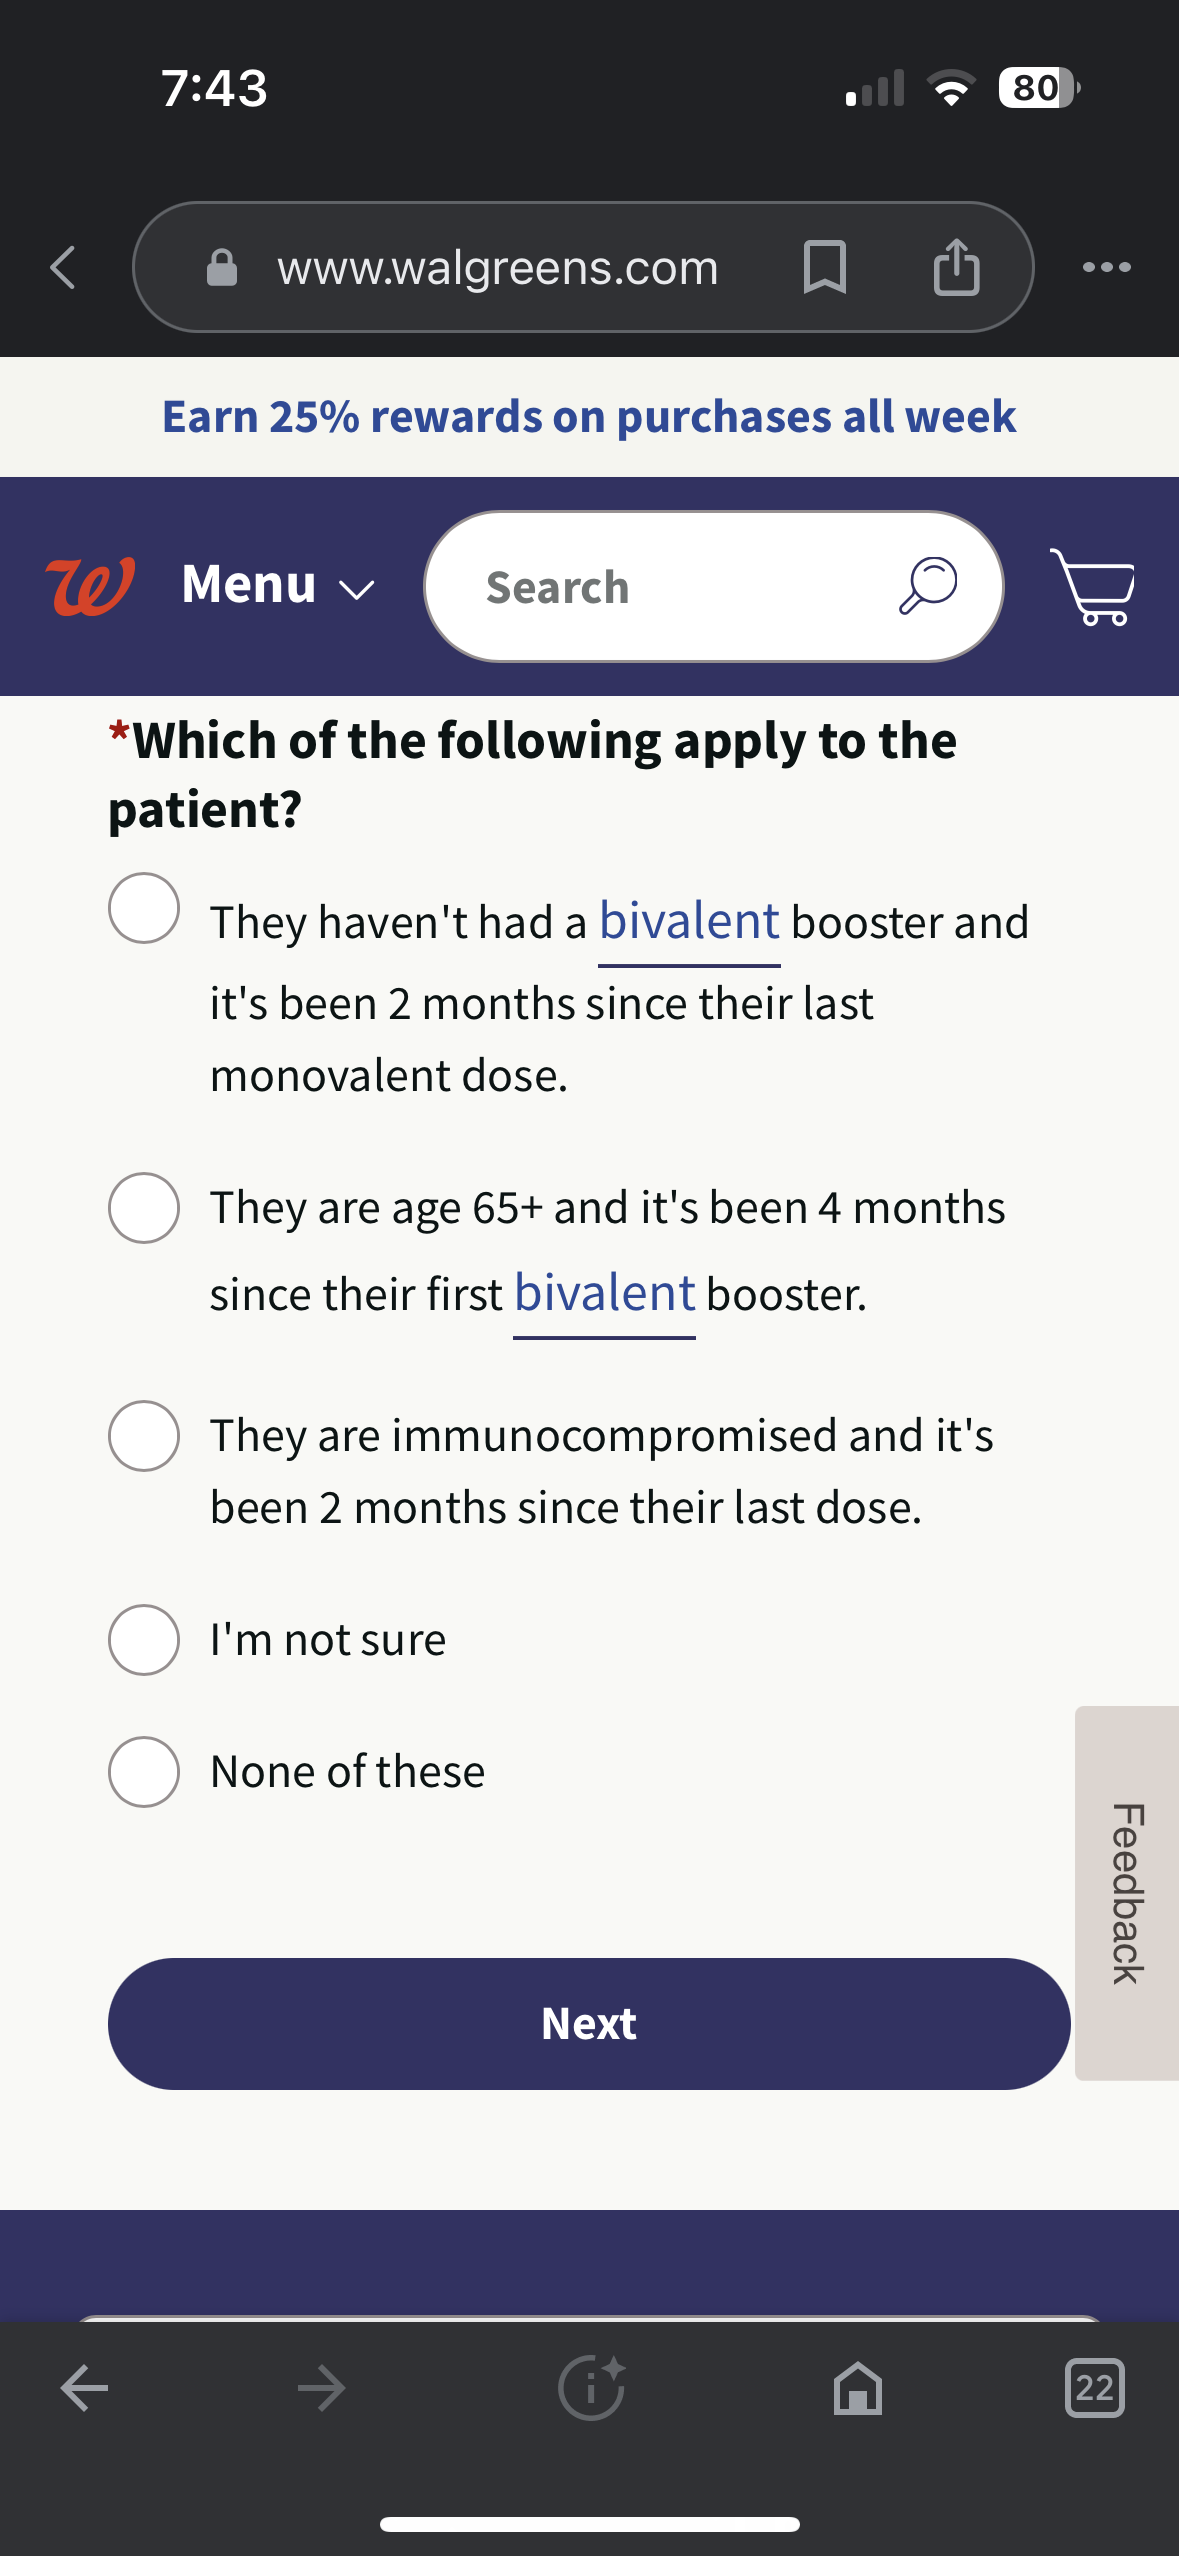 7:43
80
www.walgreens.com
Earn 25% rewards on purchases all week
W Menu
Search
*Which of the following apply to the
patient?
They haven't had a bivalent booster and
it's been 2 months since their last
monovalent dose.
They are age 65+ and it's been 4 months
since their first bivalent booster.
They are immunocompromised and it's
been 2 months since their last dose.
I'm not sure
None of these
Feedback
Next
22